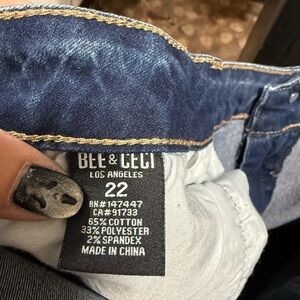 BEE & CECI
LOS ANGELES
22
RN#147447
CA#91733
65% COTTON
33% POLYESTER
2% SPANDEX
MADE IN CHINA